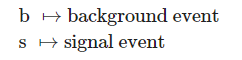 b ↦ background event
s ↦ signal event